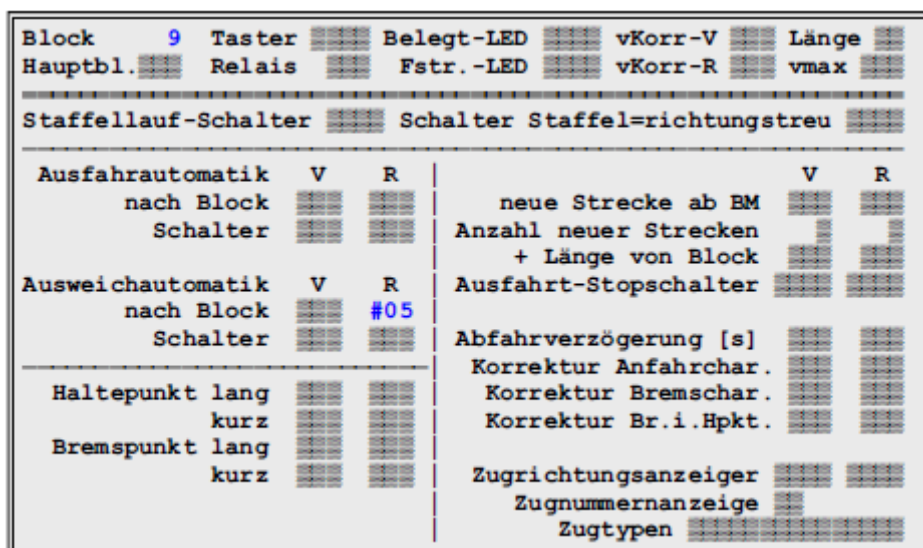 Block 9 Taster Belegt-LED vKorr-V Länge
Hauptbl. Relais Fstr.-LED vKorr-R vmax
Staffellauf-Schalter Schalter Staffel=richtungstreu
Ausfahrautomatik V R | V R
nach Block | neue Strecke ab BM
Schalter | Anzahl neuer Strecken
| + Länge von Block
Ausweichautomatik V R | Ausfahrt-Stopschalter
nach Block #05 |
Schalter | Abfahrverzögerung [s]
| Korrektur Anfahrchar.
Haltepunkt lang | Korrektur Bremschar.
kurz | Korrektur Br.i.Hpkt.
Bremspunkt lang |
kurz | Zugrichtungsanzeiger
| Zugnummernanzeige
| Zugtypen